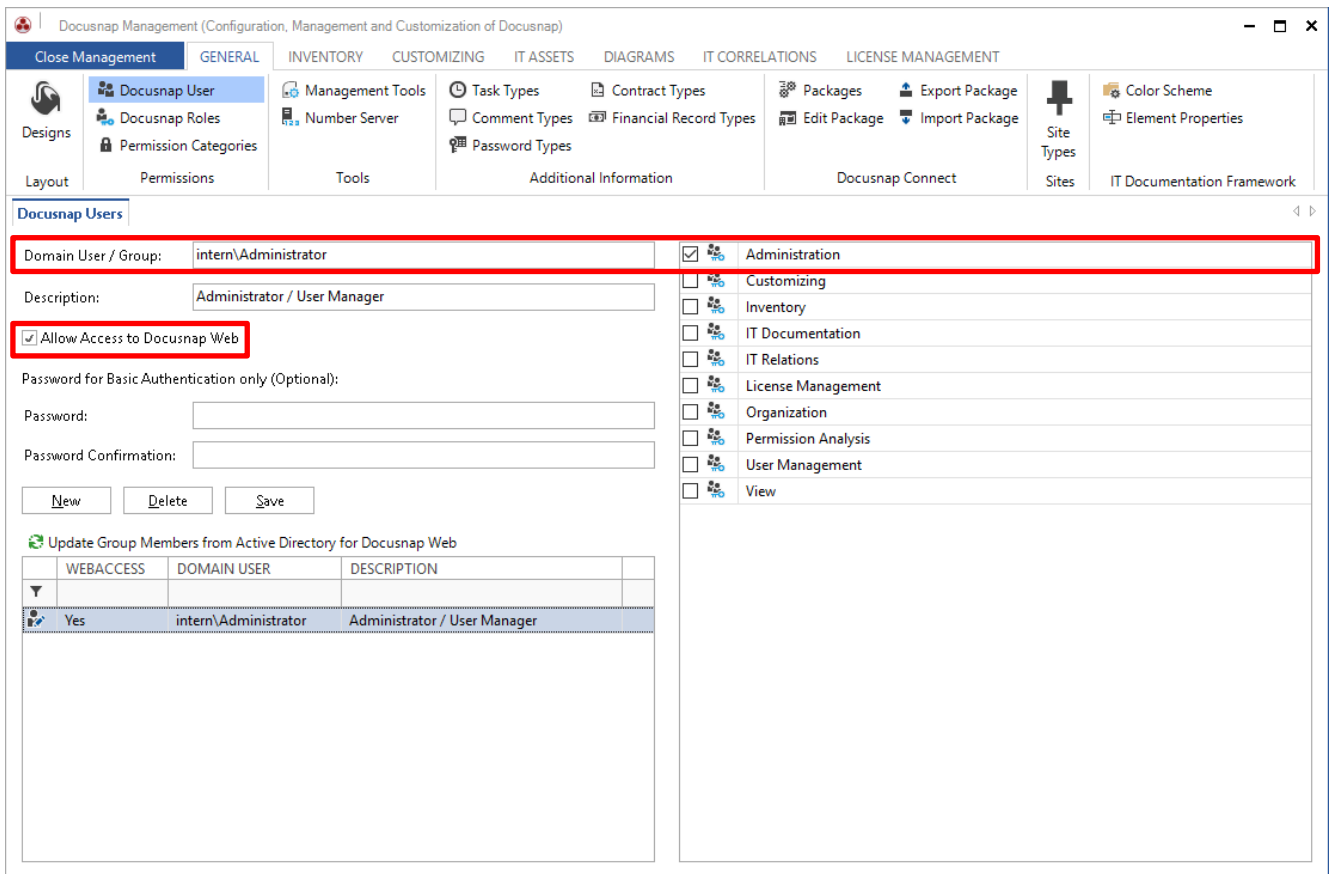 Docusnap Management (Configuration, Management and Customization of Docusnap)
Close Management GENERAL INVENTORY CUSTOMIZING IT ASSETS DIAGRAMS IT CORRELATIONS LICENSE MANAGEMENT
Designs
Layout
Docusnap User
Docusnap Roles
Permission Categories
Permissions
Management Tools
Number Server
Tools
Task Types
Comment Types
Password Types
Contract Types
Financial Record Types
Additional Information
Packages
Edit Package
Export Package
Import Package
Docusnap Connect
Site
Types
Sites
Color Scheme
Element Properties
IT Documentation Framework
Docusnap Users
Domain User / Group: intern\Administrator
Description: Administrator / User Manager
Allow Access to Docusnap Web
Password for Basic Authentication only (Optional):
Password:
Password Confirmation:
New Delete Save
Update Group Members from Active Directory for Docusnap Web
WEBACCESS DOMAIN USER DESCRIPTION
Yes intern\Administrator Administrator / User Manager
Administration
Customizing
Inventory
IT Documentation
IT Relations
License Management
Organization
Permission Analysis
User Management
View